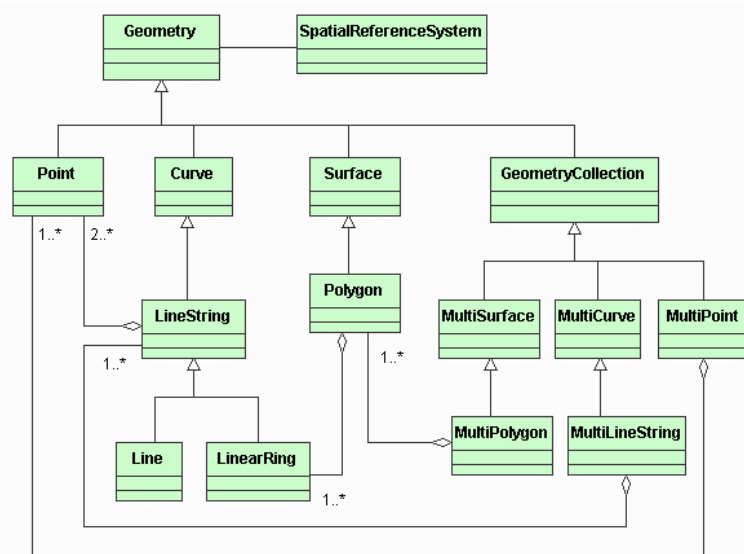 Geometry
SpatialReferenceSystem
Point
Curve
Surface
GeometryCollection
1..*
2..*
LineString
Polygon
MultiSurface
MultiCurve
MultiPoint
1..*
1..*
Line
LinearRing
MultiPolygon
MultiLineString
1..*